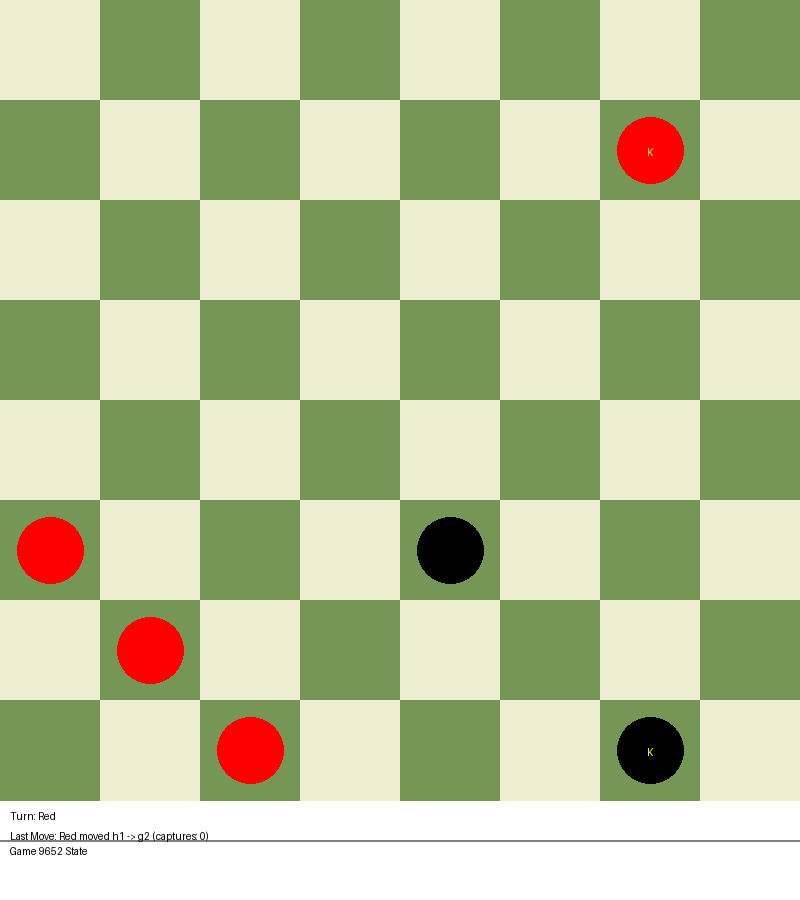 K
K
Turn: Red
Last Move: Red moved h1 -> g2 (captures: 0)
Game 9652 State